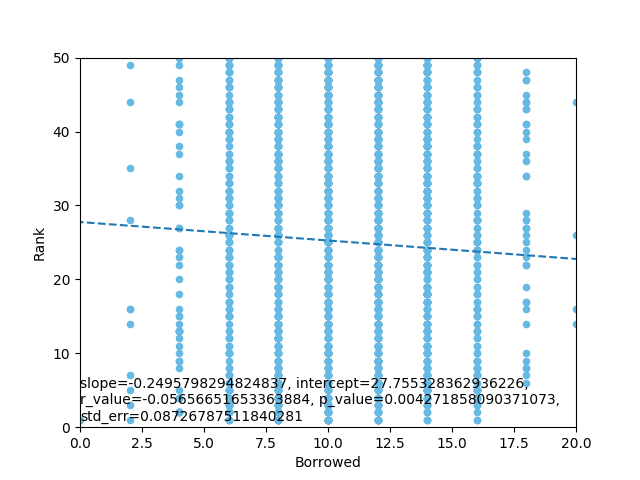 50
40
30
20
10
0
Rank
slope=-0.2495798294824837, intercept=27.755328362936226,
r_value=-0.05656651653363884, p_value=0.004271858090371073,
std_err=0.08726787511840281
0.0 2.5 5.0 7.5 10.0 12.5 15.0 17.5 20.0
Borrowed